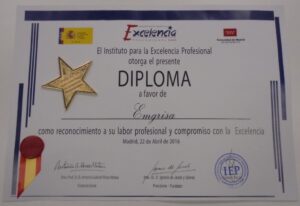 Excelencia
El Instituto para la Excelencia Profesional
otorga el presente
DIPLOMA
a favor de
Emgrisa
como reconocimiento a su labor profesional y compromiso con la Excelencia
Madrid, 22 de Abril de 2016
IEP